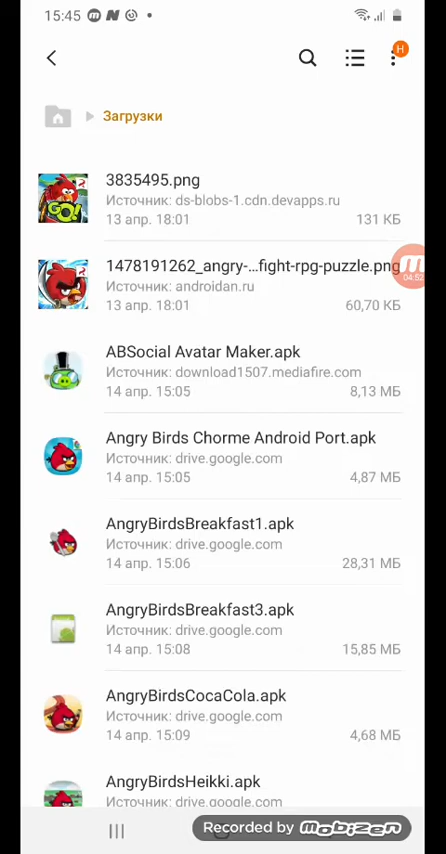 15:45
H
Загрузки
GO!
3835495.png
Источник: ds-blobs-1.cdn.devapps.ru
13 апр. 18:01
131 КБ
1478191262_angry-...fight-rpg-puzzle.png
Источник: androidan.ru
13 апр. 18:01
60,70 КБ
04:52
ABSocial Avatar Maker.apk
Источник: download1507.mediafire.com
14 апр. 15:05
8,13 МБ
Angry Birds Chorme Android Port.apk
Источник: drive.google.com
14 апр. 15:05
4,87 МБ
AngryBirdsBreakfast1.apk
Источник: drive.google.com
14 апр. 15:06
28,31 МБ
AngryBirdsBreakfast3.apk
Источник: drive.google.com
14 апр. 15:08
15,85 МБ
AngryBirdsCocaCola.apk
Источник: drive.google.com
14 апр. 15:09
4,68 МБ
AngryBirdsHeikki.apk
Источник: drive.google.com
Recorded by mobizen